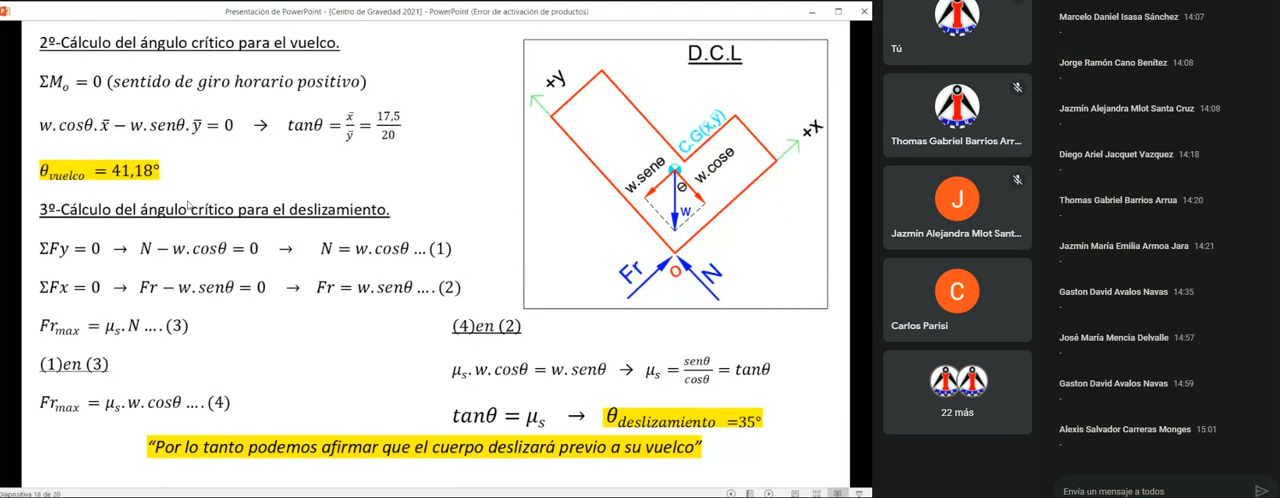 Presentación de PowerPoint - [Centro de Gravedad 2021] - PowerPoint (Error de activación de productos)
2º-Cálculo del ángulo crítico para el vuelco.
ΣMₒ = 0 (sentido de giro horario positivo)
w.cosθ.x̄ − w.senθ.ȳ = 0 → tanθ = x̄/ȳ = 17,5/20
θvuelco = 41,18°
3º-Cálculo del ángulo crítico para el deslizamiento.
ΣFy = 0 → N − w.cosθ = 0 → N = w.cosθ … (1)
ΣFx = 0 → Fr − w.senθ = 0 → Fr = w.senθ …. (2)
Frmax = μs.N …. (3)
(1)en (3)
Frmax = μs.w.cosθ …. (4)
(4)en (2)
μs.w.cosθ = w.senθ → μs = senθ/cosθ = tanθ
tanθ = μs → θdeslizamiento =35°
“Por lo tanto podemos afirmar que el cuerpo deslizará previo a su vuelco”
D.C.L
+y
+x
C.G(x̄,ȳ)
w.senө
w.cosө
ө
w
Fr
O
N
Diapositiva 18 de 20
Tú
Thomas Gabriel Barrios Arr...
J
Jazmín Alejandra Mlot Sant...
C
Carlos Parisi
22 más
Marcelo Daniel Isasa Sánchez 14:07
.
Jorge Ramón Cano Benítez 14:08
.
Jazmín Alejandra Mlot Santa Cruz 14:08
.
Diego Ariel Jacquet Vazquez 14:18
.
Thomas Gabriel Barrios Arrua 14:20
.
Jazmín María Emilia Armoa Jara 14:21
.
Gaston David Avalos Navas 14:35
.
José María Mencia Delvalle 14:57
.
Gaston David Avalos Navas 14:59
.
Alexis Salvador Carreras Monges 15:01
.
Envía un mensaje a todos